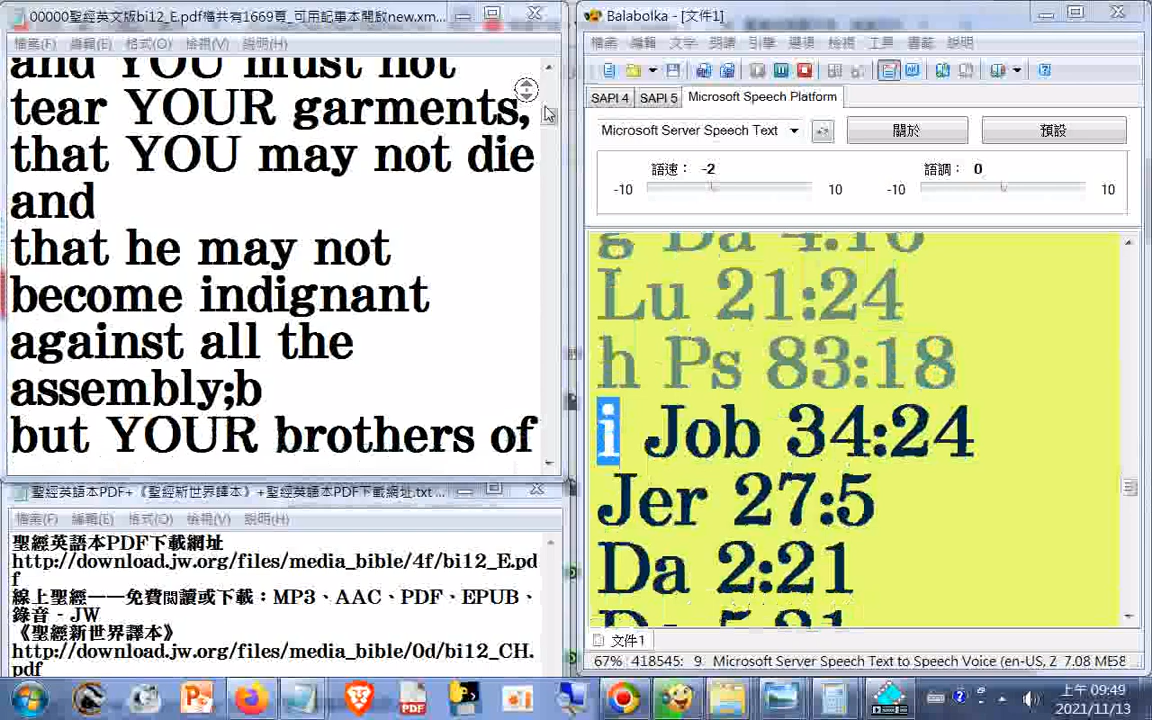 00000聖經英文版bi12_E.pdf檔共有1669頁_可用記事本開啟new.xm...
檔案(F) 編輯(E) 格式(O) 檢視(V) 說明(H)
and YOU must not
tear YOUR garments,
that YOU may not die
and
that he may not
become indignant
against all the
assembly;b
but YOUR brothers of
聖經英語本PDF+《聖經新世界譯本》+聖經英語本PDF下載網址.txt ...
檔案(F) 編輯(E) 格式(O) 檢視(V) 說明(H)
聖經英語本PDF下載網址
http://download.jw.org/files/media_bible/4f/bi12_E.pd
f
線上聖經——免費閱讀或下載：MP3、AAC、PDF、EPUB、
錄音 - JW
《聖經新世界譯本》
http://download.jw.org/files/media_bible/0d/bi12_CH.
pdf
Balabolka - [文件1]
檔案 編輯 文字 朗讀 引擎 選項 檢視 工具 書籤 說明
SAPI 4 SAPI 5 Microsoft Speech Platform
Microsoft Server Speech Text 關於 預設
語速： -2 語調： 0
-10 10 -10 10
g Da 4:16
Lu 21:24
h Ps 83:18
i Job 34:24
Jer 27:5
Da 2:21
Da 5:21
文件1
67% 418545: 9 Microsoft Server Speech Text to Speech Voice (en-US, Z 7.08 ME58
上午 09:49
2021/11/13